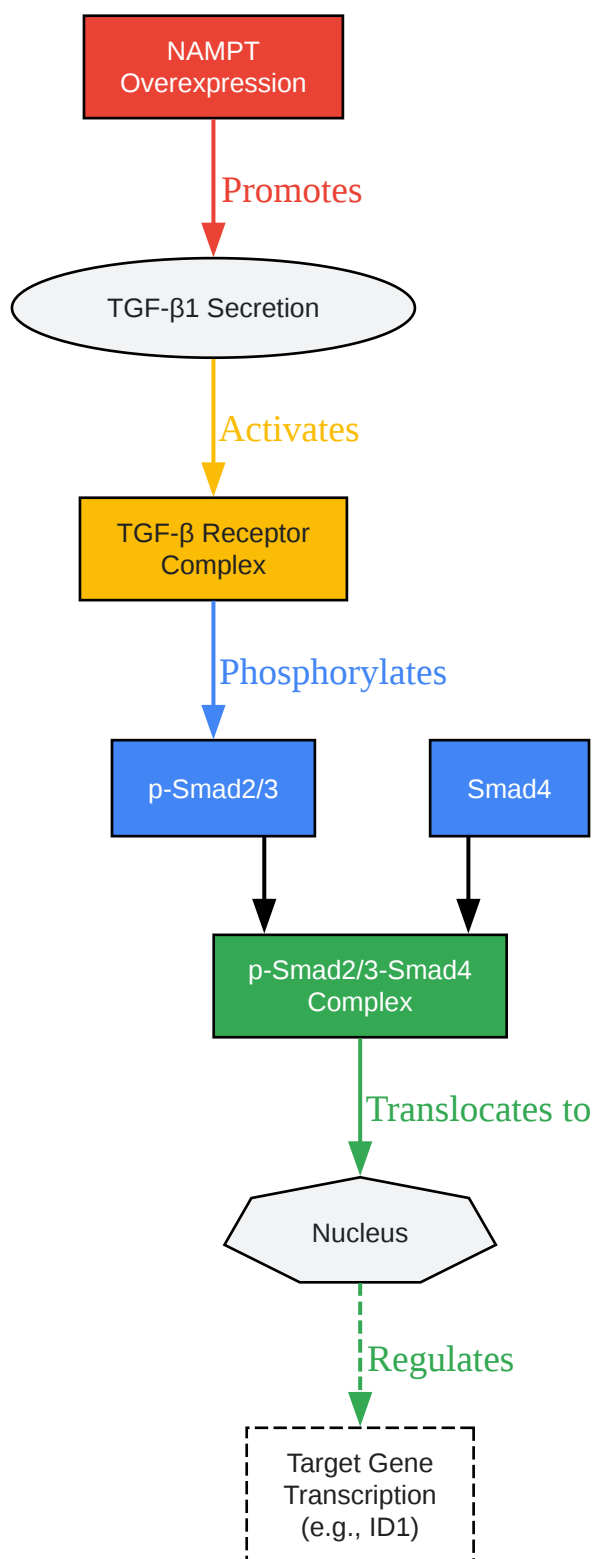 NAMPT
Overexpression
Promotes
TGF-β1 Secretion
Activates
TGF-β Receptor
Complex
Phosphorylates
p-Smad2/3
Smad4
p-Smad2/3-Smad4
Complex
Translocates to
Nucleus
Regulates
Target Gene
Transcription
(e.g., ID1)